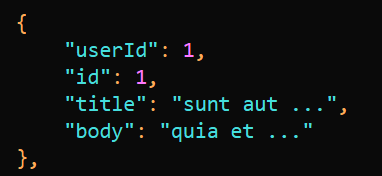 {
    "userId": 1,
    "id": 1,
    "title": "sunt aut ...",
    "body": "quia et ..."
},